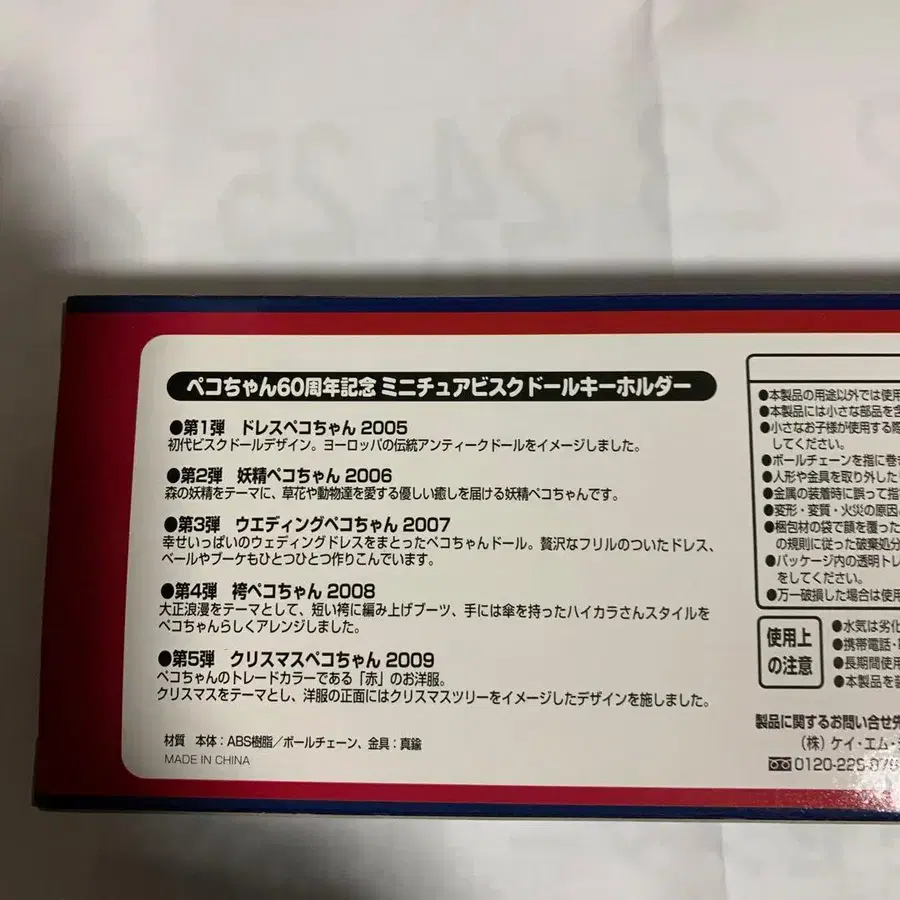 ペコちゃん60周年記念 ミニチュアビスクドールキーホルダー
●第1弾 ドレスペコちゃん 2005
初代ビスクドールデザイン。ヨーロッパの伝統アンティークドールをイメージしました。
●第2弾 妖精ペコちゃん 2006
森の妖精をテーマに、草花や動物達を愛する優しい癒しを届ける妖精ペコちゃんです。
●第3弾 ウエディングペコちゃん 2007
幸せいっぱいのウェディングドレスをまとったペコちゃんドール。贅沢なフリルのついたドレス、
ベールやブーケもひとつひとつ作りこんでいます。
●第4弾 袴ペコちゃん 2008
大正浪漫をテーマとして、短い袴に編み上げブーツ、手には傘を持ったハイカラさんスタイルを
ペコちゃんらしくアレンジしました。
●第5弾 クリスマスペコちゃん 2009
ペコちゃんのトレードカラーである「赤」のお洋服。
クリスマスをテーマとし、洋服の正面にはクリスマスツリーをイメージしたデザインを施しました。
材質 本体:ABS樹脂/ボールチェーン、金具:真鍮
MADE IN CHINA
●本製品の用途以外では使用
●本製品には小さな部品を含
●小さなお子様が使用する際
してください。
●ボールチェーンを指に巻き
●人形や金具を取り外した
●金属の装着時に誤って指
●変形・変質・火災の原因
●梱包材の袋で顔を覆った
の規則に従った破棄処分
●パッケージ内の透明トレ
をしてください。
●万一破損した場合は使用
使用上
の注意
●水気は劣化
●携帯電話・
●長期間使用
●本製品を
製品に関するお問い合せ先
(株)ケイ・エム・
0120-225-
25
24
23
2